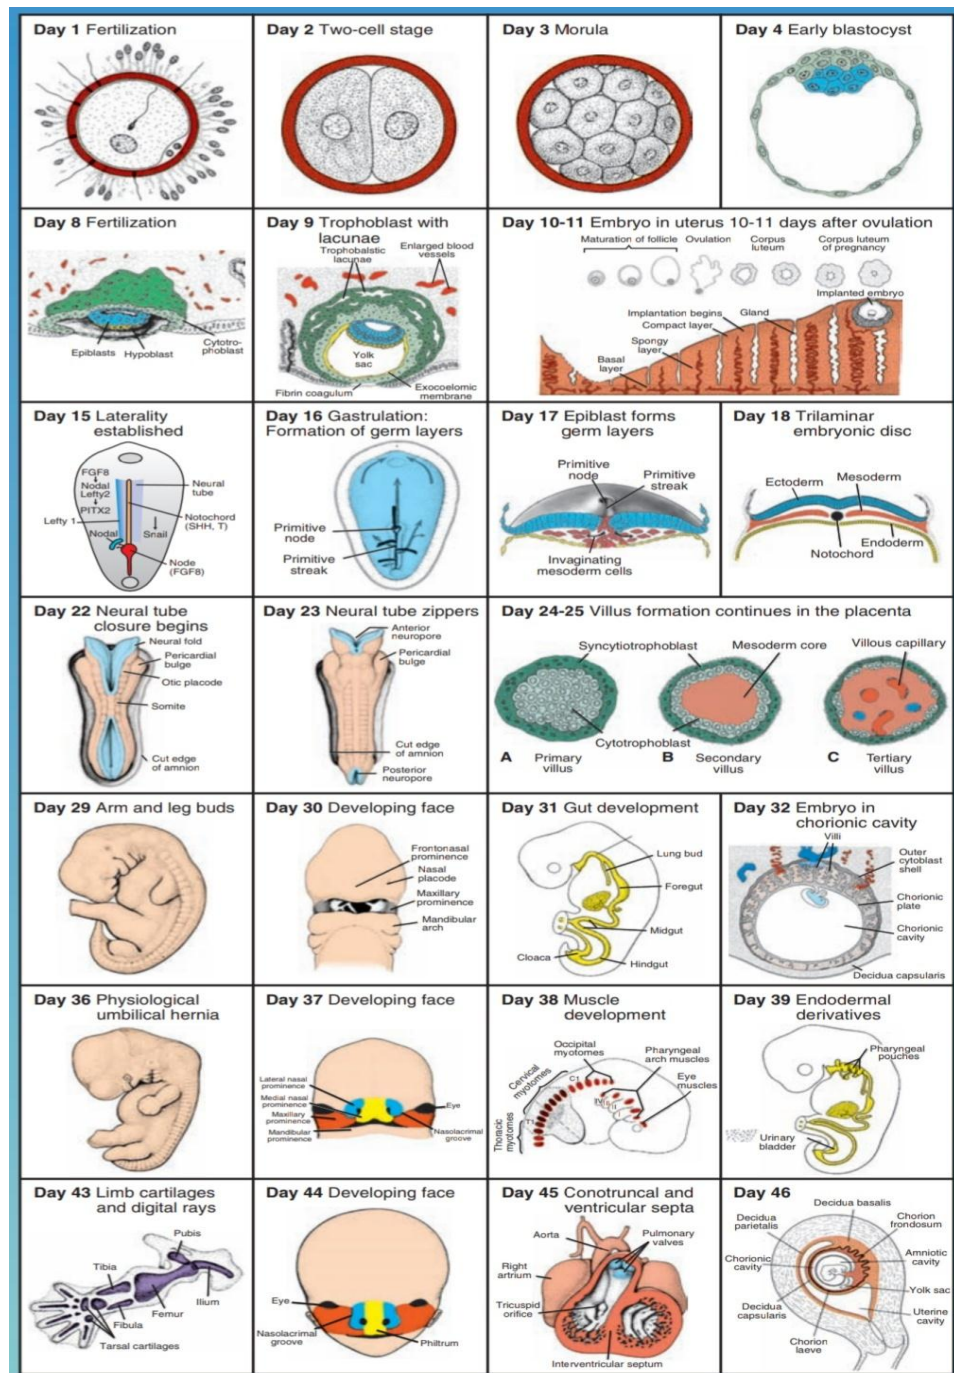 Day 1 Fertilization
Day 2 Two-cell stage
Day 3 Morula
Day 4 Early blastocyst
Day 8 Fertilization
Epiblasts
Hypoblast
Cytotro-
phoblast
Day 9 Trophoblast with
lacunae
Trophobalstic
lacunae
Enlarged blood
vessels
Yolk
sac
Fibrin coagulum
Exocoelomic
membrane
Day 10-11 Embryo in uterus 10-11 days after ovulation
Maturation of follicle
Ovulation
Corpus
luteum
Corpus luteum
of pregnancy
Implanted embryo
Implantation begins
Gland
Compact layer
Spongy
layer
Basal
layer
Day 15 Laterality
established
FGF8
Nodal
Lefty2
PITX2
Lefty 1
Nodal
Neural
tube
Notochord
(SHH, T)
Snail
Node
(FGF8)
Day 16 Gastrulation:
Formation of germ layers
Primitive
node
Primitive
streak
Day 17 Epiblast forms
germ layers
Primitive
node
Primitive
streak
Invaginating
mesoderm cells
Day 18 Trilaminar
embryonic disc
Ectoderm
Mesoderm
Endoderm
Notochord
Day 22 Neural tube
closure begins
Neural fold
Pericardial
bulge
Otic placode
Somite
Cut edge
of amnion
Day 23 Neural tube zippers
Anterior
neuropore
Pericardial
bulge
Cut edge
of amnion
Posterior
neuropore
Day 24-25 Villus formation continues in the placenta
Syncytiotrophoblast
Mesoderm core
Villous capillary
Cytotrophoblast
A Primary
villus
B Secondary
villus
C Tertiary
villus
Day 29 Arm and leg buds
Day 30 Developing face
Frontonasal
prominence
Nasal
placode
Maxillary
prominence
Mandibular
arch
Day 31 Gut development
Lung bud
Foregut
Midgut
Cloaca
Hindgut
Day 32 Embryo in
chorionic cavity
Villi
Outer
cytoblast
shell
Chorionic
plate
Chorionic
cavity
Decidua capsularis
Day 36 Physiological
umbilical hernia
Day 37 Developing face
Lateral nasal
prominence
Medial nasal
prominence
Maxillary
prominence
Mandibular
prominence
Eye
Nasolacrimal
groove
Day 38 Muscle
development
Occipital
myotomes
Pharyngeal
arch muscles
Eye
muscles
Cervical
myotomes
C1
T1
Thoracic
myotomes
Day 39 Endodermal
derivatives
Pharyngeal
pouches
Urinary
bladder
Day 43 Limb cartilages
and digital rays
Pubis
Tibia
Ilium
Femur
Fibula
Tarsal cartilages
Day 44 Developing face
Eye
Nasolacrimal
groove
Philtrum
Day 45 Conotruncal and
ventricular septa
Aorta
Pulmonary
valves
Right
artrium
Tricuspid
orifice
Interventricular septum
Day 46
Decidua basalis
Decidua
parietalis
Chorion
frondosum
Chorionic
cavity
Amniotic
cavity
Yolk sac
Decidua
capsularis
Uterine
cavity
Chorion
laeve